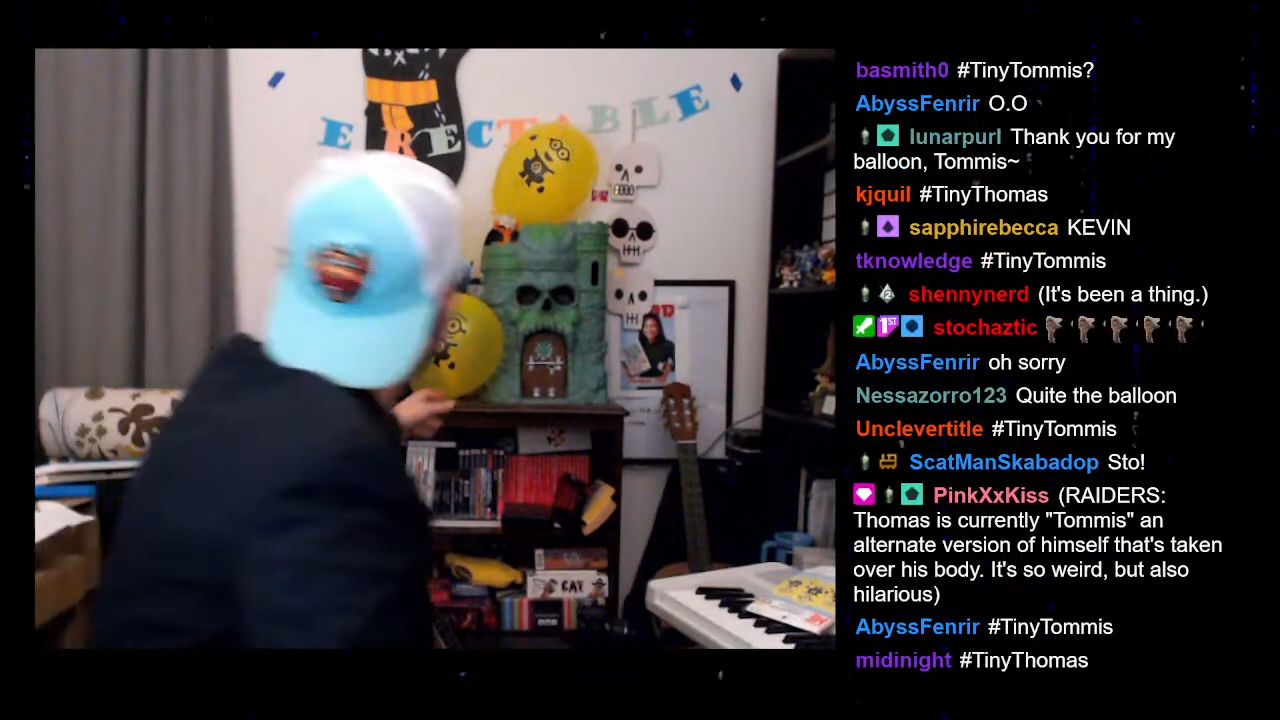 E RECTABLE
CAT
basmith0 #TinyTommis?
AbyssFenrir O.O
lunarpurl Thank you for my
balloon, Tommis~
kjquil #TinyThomas
sapphirebecca KEVIN
tknowledge #TinyTommis
shennynerd (It's been a thing.)
1ST stochaztic
AbyssFenrir oh sorry
Nessazorro123 Quite the balloon
Unclevertitle #TinyTommis
ScatManSkabadop Sto!
PinkXxKiss (RAIDERS:
Thomas is currently "Tommis" an
alternate version of himself that's taken
over his body. It's so weird, but also
hilarious)
AbyssFenrir #TinyTommis
midinight #TinyThomas